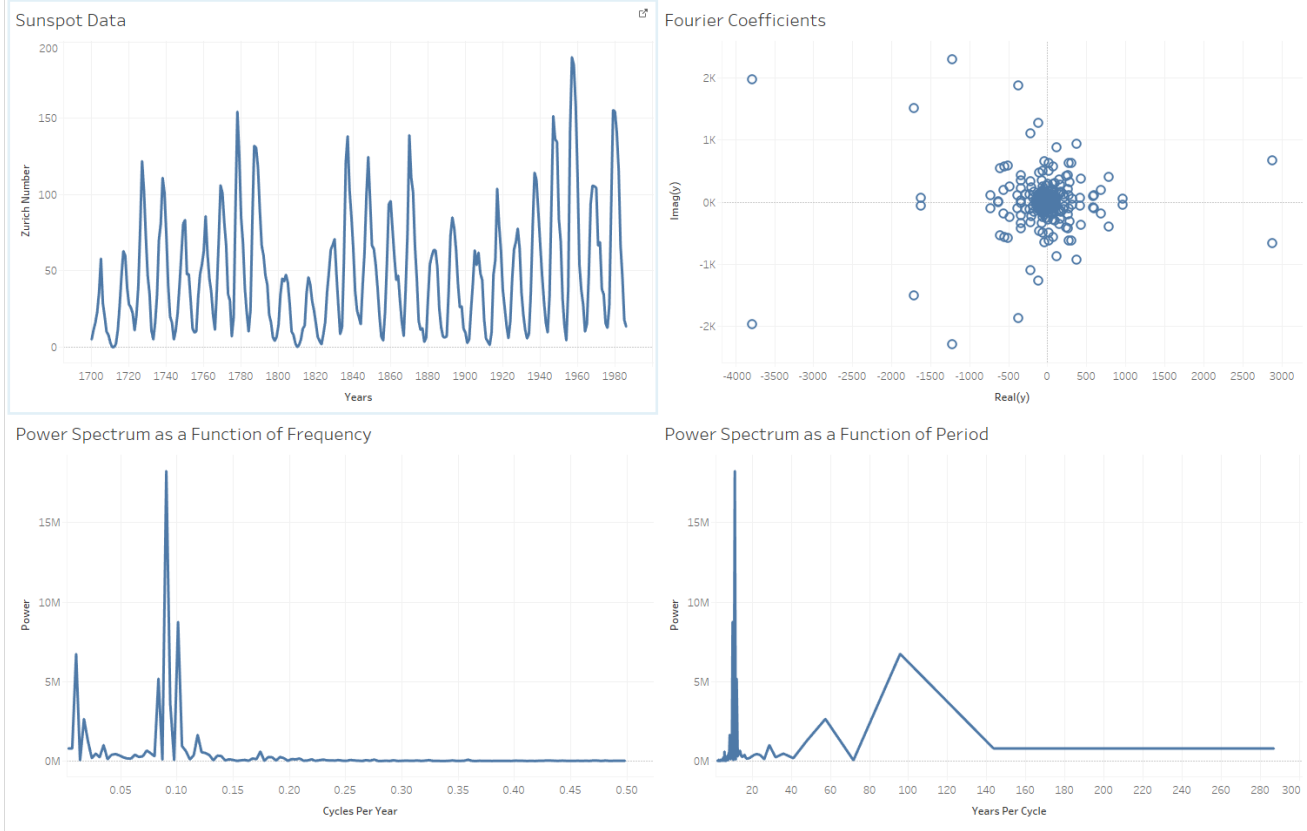 Sunspot Data
200
150
100
50
0
Zurich Number
1700 1720 1740 1760 1780 1800 1820 1840 1860 1880 1900 1920 1940 1960 1980
Years
Fourier Coefficients
2K
1K
0K
-1K
-2K
Imag(y)
-4000 -3500 -3000 -2500 -2000 -1500 -1000 -500 0 500 1000 1500 2000 2500 3000
Real(y)
Power Spectrum as a Function of Frequency
15M
10M
5M
0M
Power
0.05 0.10 0.15 0.20 0.25 0.30 0.35 0.40 0.45 0.50
Cycles Per Year
Power Spectrum as a Function of Period
15M
10M
5M
0M
Power
20 40 60 80 100 120 140 160 180 200 220 240 260 280 300
Years Per Cycle